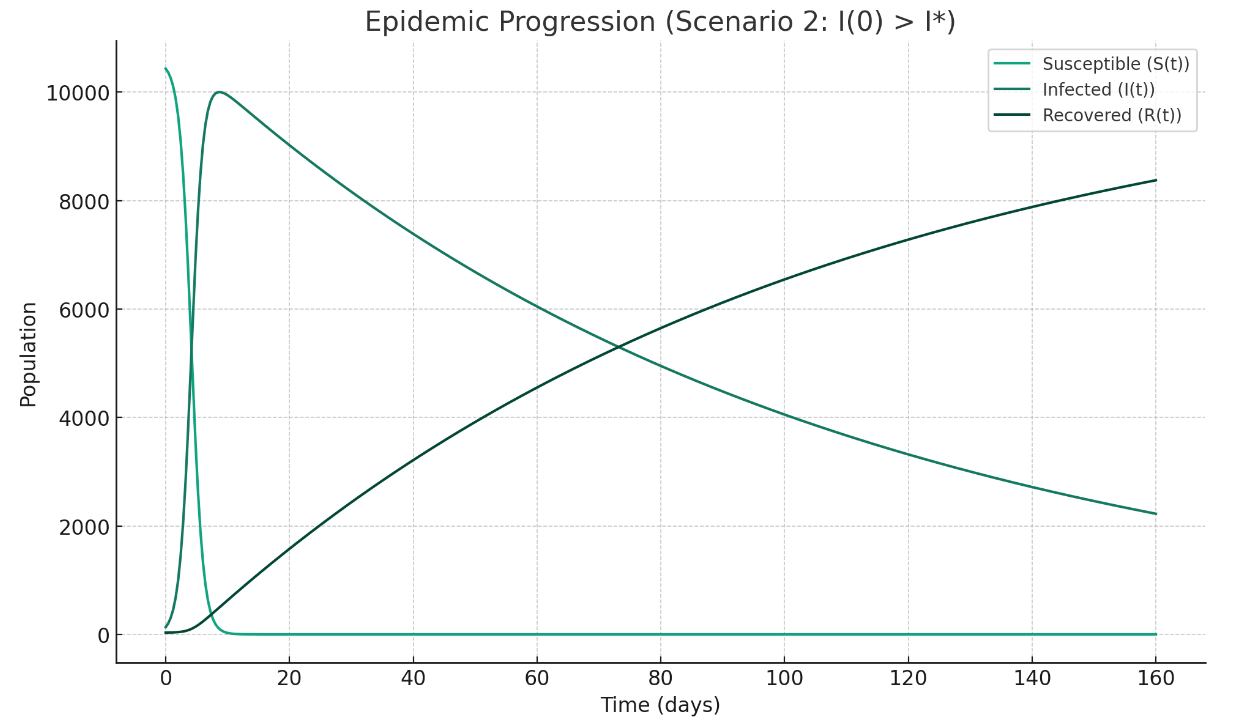 Epidemic Progression (Scenario 2: I(0) > I*)
Susceptible (S(t))
Infected (I(t))
Recovered (R(t))
10000
8000
6000
4000
2000
0
Population
0 20 40 60 80 100 120 140 160
Time (days)